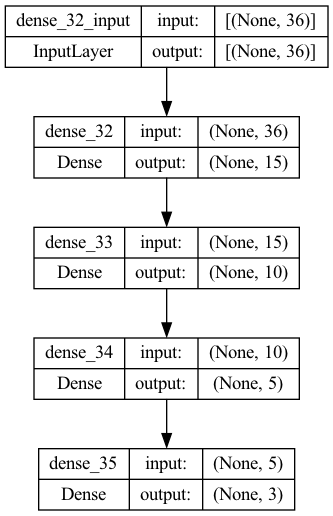 dense_32_input input: [(None, 36)]
InputLayer output: [(None, 36)]
dense_32 input: (None, 36)
Dense output: (None, 15)
dense_33 input: (None, 15)
Dense output: (None, 10)
dense_34 input: (None, 10)
Dense output: (None, 5)
dense_35 input: (None, 5)
Dense output: (None, 3)